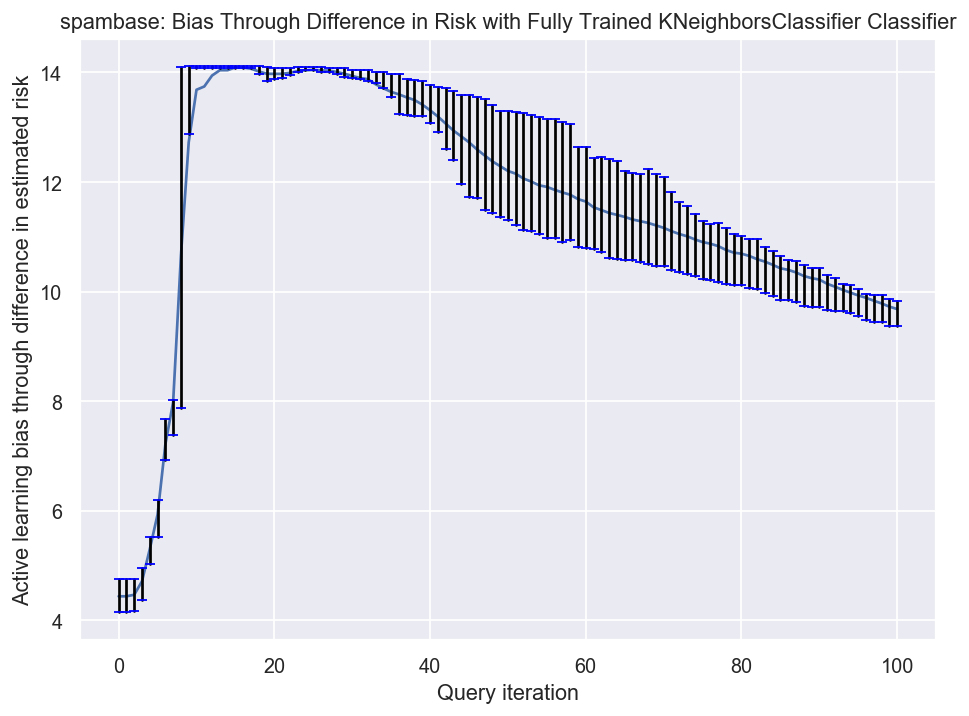 spambase: Bias Through Difference in Risk with Fully Trained KNeighborsClassifier Classifier
Active learning bias through difference in estimated risk
14
12
10
8
6
4
0 20 40 60 80 100
Query iteration